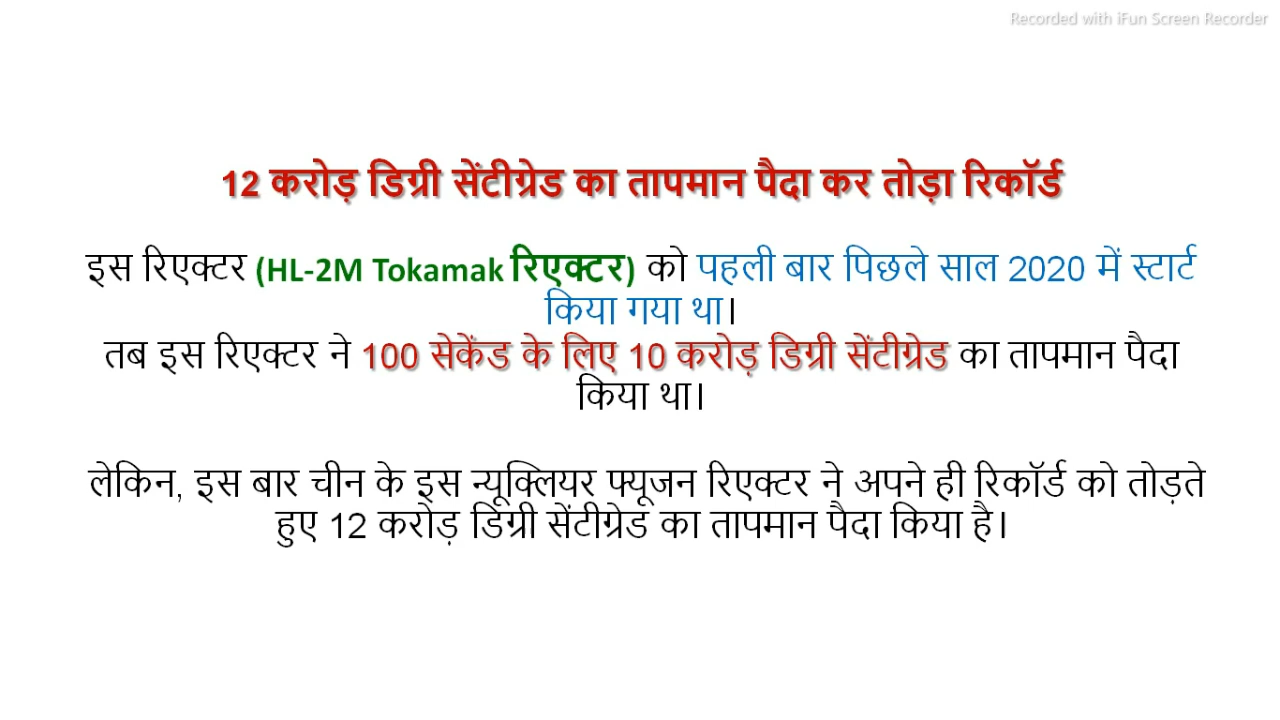 Recorded with iFun Screen Recorder
12 करोड़ डिग्री सेंटीग्रेड का तापमान पैदा कर तोड़ा रिकॉर्ड
इस रिएक्टर (HL-2M Tokamak रिएक्टर) को पहली बार पिछले साल 2020 में स्टार्ट
किया गया था।
तब इस रिएक्टर ने 100 सेकेंड के लिए 10 करोड़ डिग्री सेंटीग्रेड का तापमान पैदा
किया था।
लेकिन, इस बार चीन के इस न्यूक्लियर फ्यूजन रिएक्टर ने अपने ही रिकॉर्ड को तोड़ते
हुए 12 करोड़ डिग्री सेंटीग्रेड का तापमान पैदा किया है।